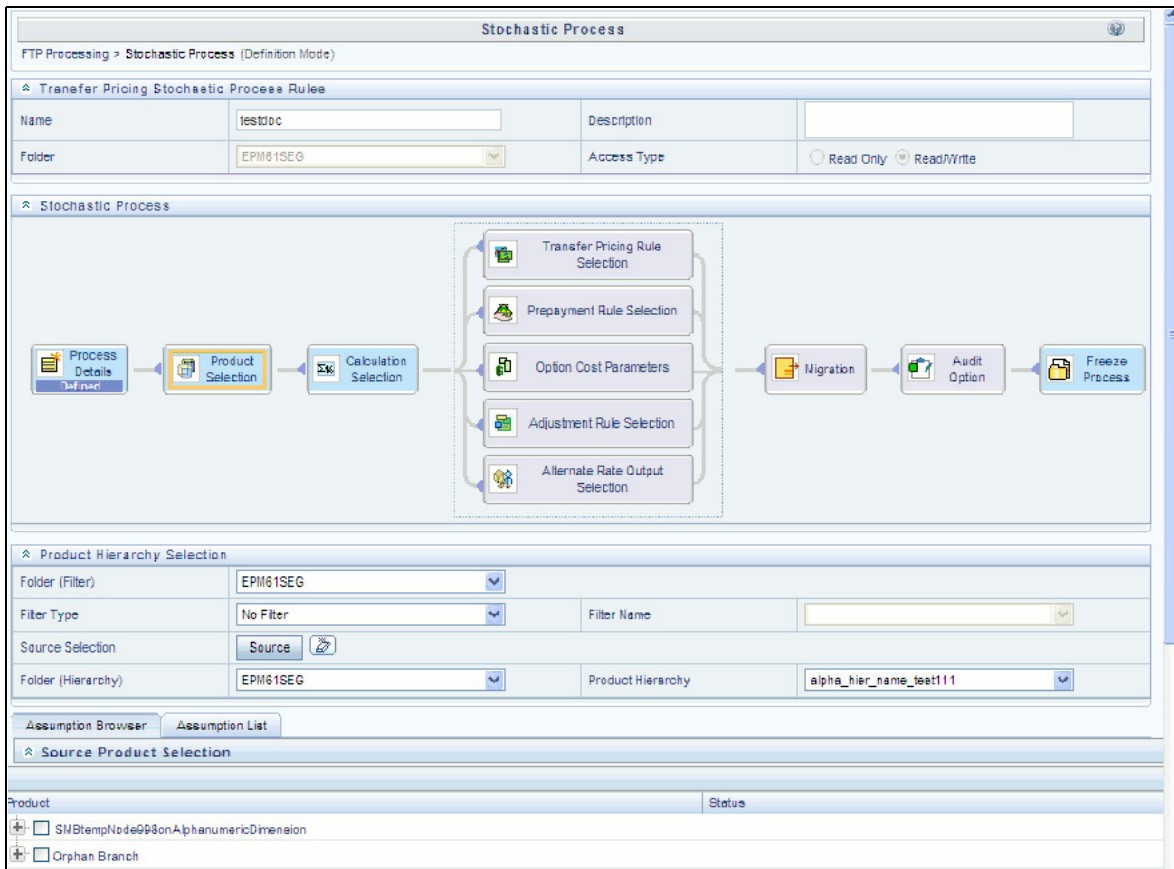 Stochastic Process
FTP Processing > Stochastic Process (Definition Mode)
Transfer Pricing Stochastic Process Rules
Name testdoc Description
Folder EPM61SEG Access Type Read Only Read/Write
Stochastic Process
Transfer Pricing Rule
Selection
Prepayment Rule Selection
Process
Details
Defined
Product
Selection
Calculation
Selection
Option Cost Parameters
Migration
Audit
Option
Freeze
Process
Adjustment Rule Selection
Alternate Rate Output
Selection
Product Hierarchy Selection
Folder (Filter) EPM61SEG
Filter Type No Filter Filter Name
Source Selection Source
Folder (Hierarchy) EPM61SEG Product Hierarchy alpha_hier_name_test111
Assumption Browser Assumption List
Source Product Selection
Product Status
SMBtempNode998onAlphanumericDimension
Orphan Branch